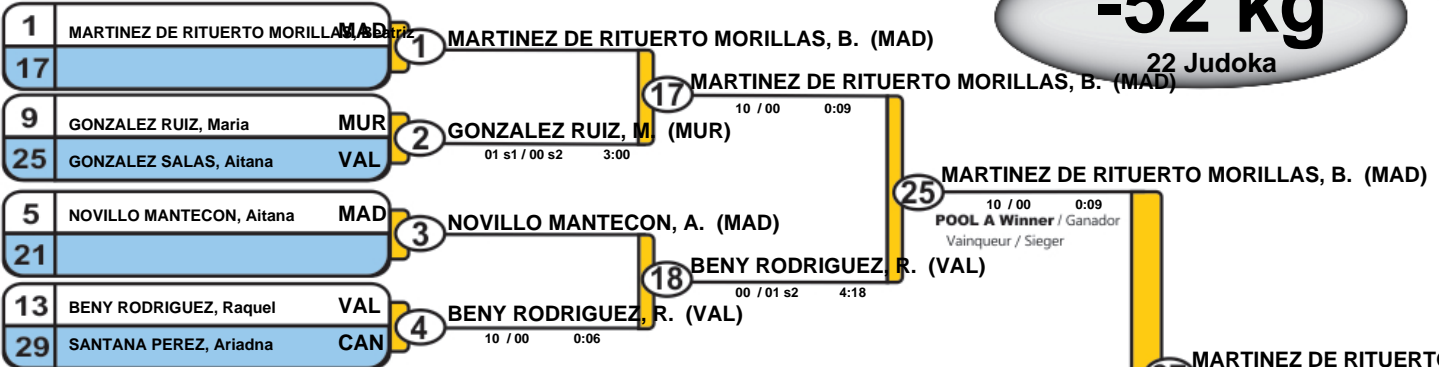 -52 kg
22 Judoka
1 MARTINEZ DE RITUERTO MORILLAS, Beatriz MAD
17
9 GONZALEZ RUIZ, Maria MUR
25 GONZALEZ SALAS, Aitana VAL
5 NOVILLO MANTECON, Aitana MAD
21
13 BENY RODRIGUEZ, Raquel VAL
29 SANTANA PEREZ, Ariadna CAN
1 MARTINEZ DE RITUERTO MORILLAS, B. (MAD)
2 GONZALEZ RUIZ, M. (MUR)
01 s1 / 00 s2 3:00
3 NOVILLO MANTECON, A. (MAD)
4 BENY RODRIGUEZ, R. (VAL)
10 / 00 0:06
17 MARTINEZ DE RITUERTO MORILLAS, B. (MAD)
10 / 00 0:09
18 BENY RODRIGUEZ, R. (VAL)
00 / 01 s2 4:18
25 MARTINEZ DE RITUERTO MORILLAS, B. (MAD)
10 / 00 0:09
POOL A Winner / Ganador
Vainqueur / Sieger
MARTINEZ DE RITUERTO